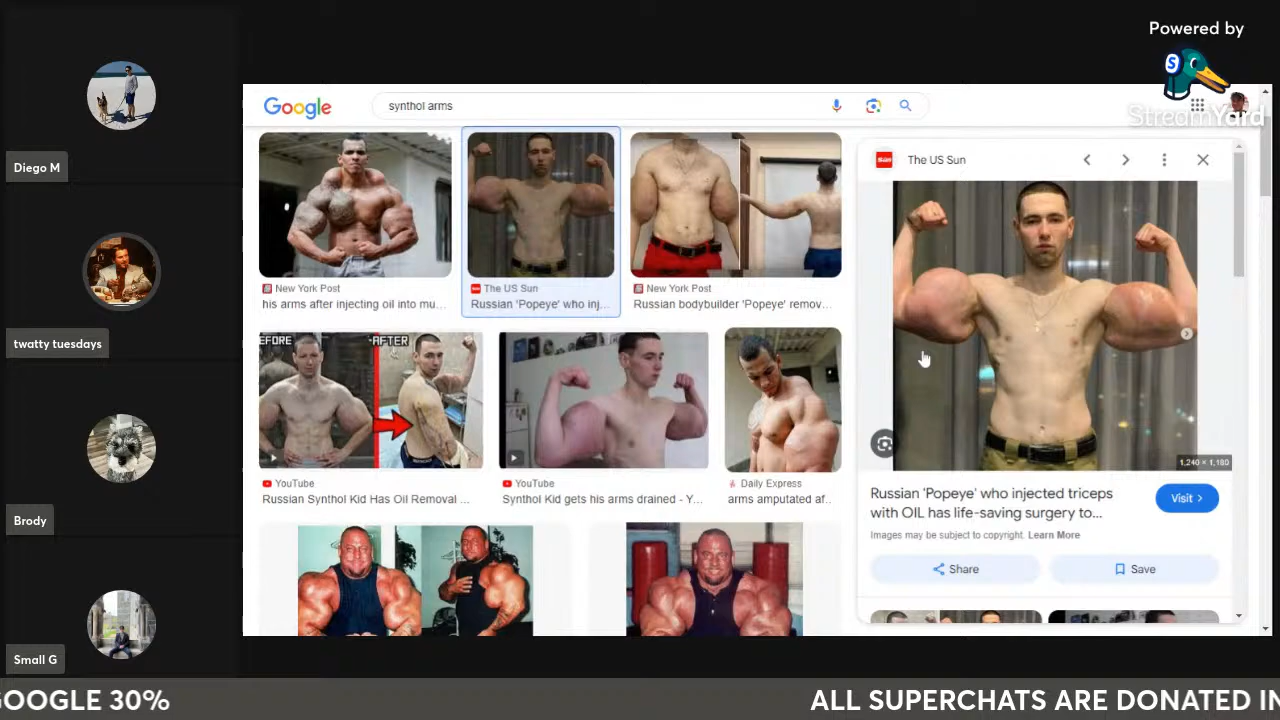 Powered by
S
StreamYard
Diego M
twatty tuesdays
Brody
Small G
Google
synthol arms
New York Post
his arms after injecting oil into mu...
The US Sun
Russian 'Popeye' who inj...
New York Post
Russian bodybuilder 'Popeye' remov...
EFORE
AFTER
YouTube
Russian Synthol Kid Has Oil Removal ...
YouTube
Synthol Kid gets his arms drained - Y...
Daily Express
arms amputated af...
The US Sun
1,240 × 1,180
Russian 'Popeye' who injected triceps
with OIL has life-saving surgery to...
Visit
Images may be subject to copyright. Learn More
Share
Save
GOOGLE 30%
ALL SUPERCHATS ARE DONATED IN